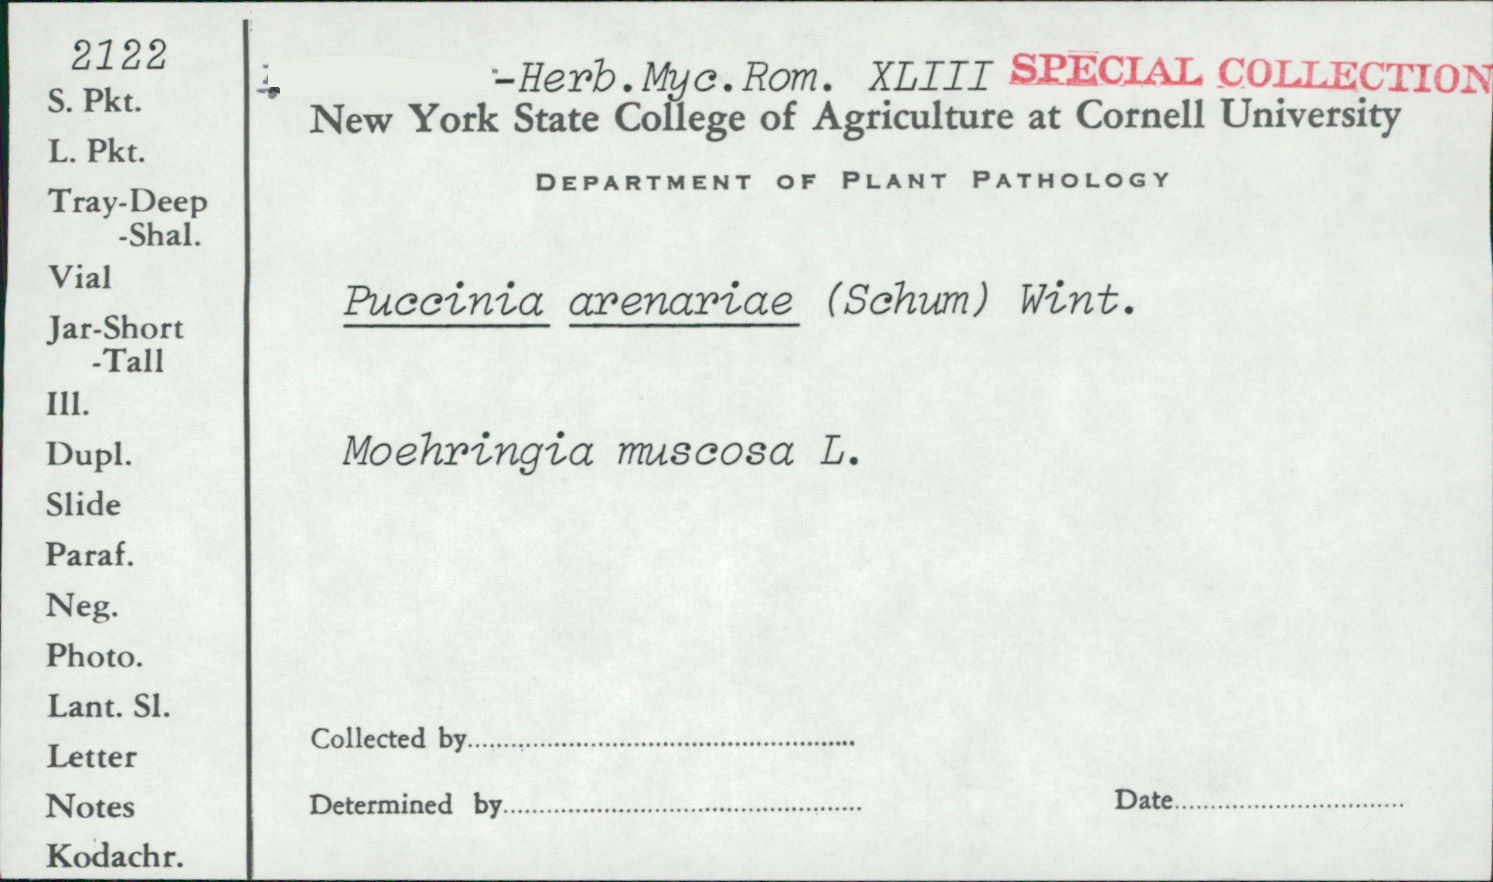 2122
-Herb.Myc.Rom. XLIII SPECIAL COLLECTION
New York State College of Agriculture at Cornell University
DEPARTMENT OF PLANT PATHOLOGY
S. Pkt.
L. Pkt.
Tray-Deep
-Shal.
Vial
Jar-Short
-Tall
Ill.
Dupl.
Slide
Paraf.
Neg.
Photo.
Lant. Sl.
Letter
Notes
Kodachr.
Puccinia arenariae (Schum) Wint.
Moehringia muscosa L.
Collected by
Determined by
Date